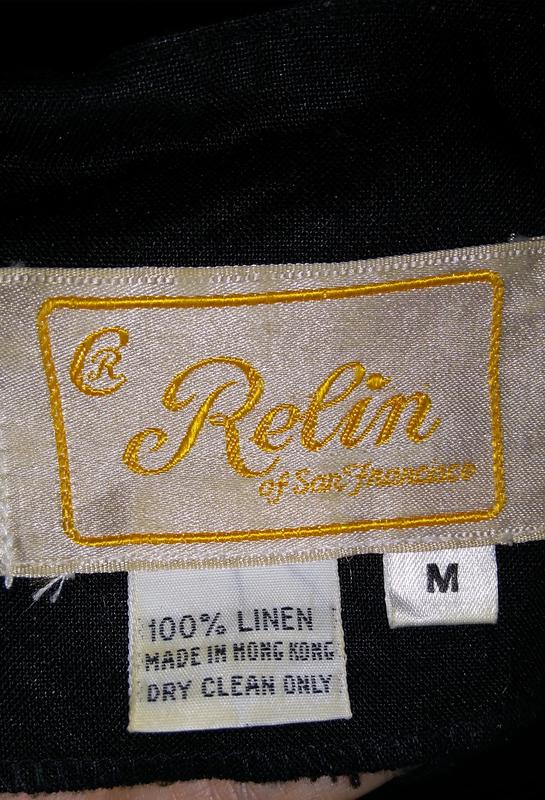 CR
Relin
of San Francisco
M
100% LINEN
MADE IN HONG KONG
DRY CLEAN ONLY